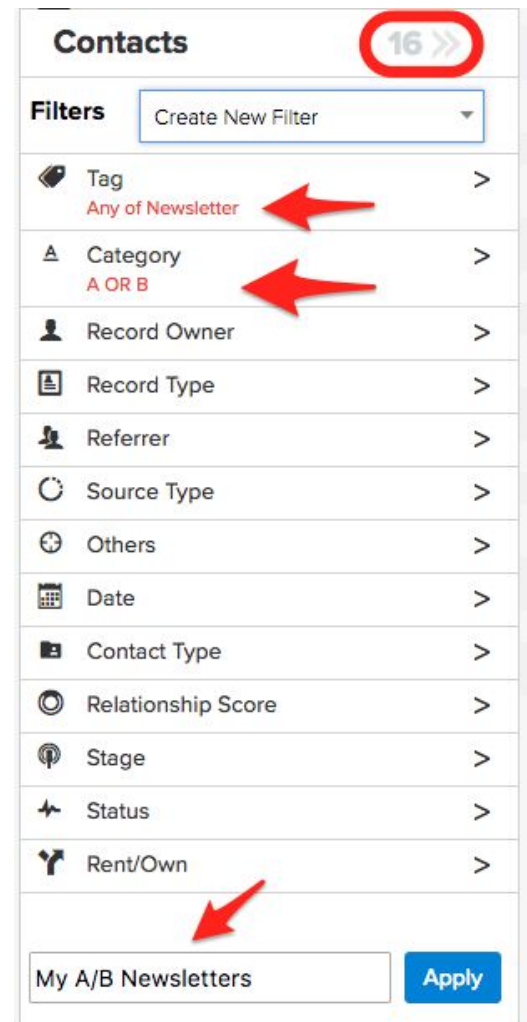 Contacts 16 »
Filters Create New Filter
Tag >
Any of Newsletter
A Category >
A OR B
Record Owner >
Record Type >
Referrer >
Source Type >
Others >
Date >
Contact Type >
Relationship Score >
Stage >
Status >
Rent/Own >
My A/B Newsletters Apply